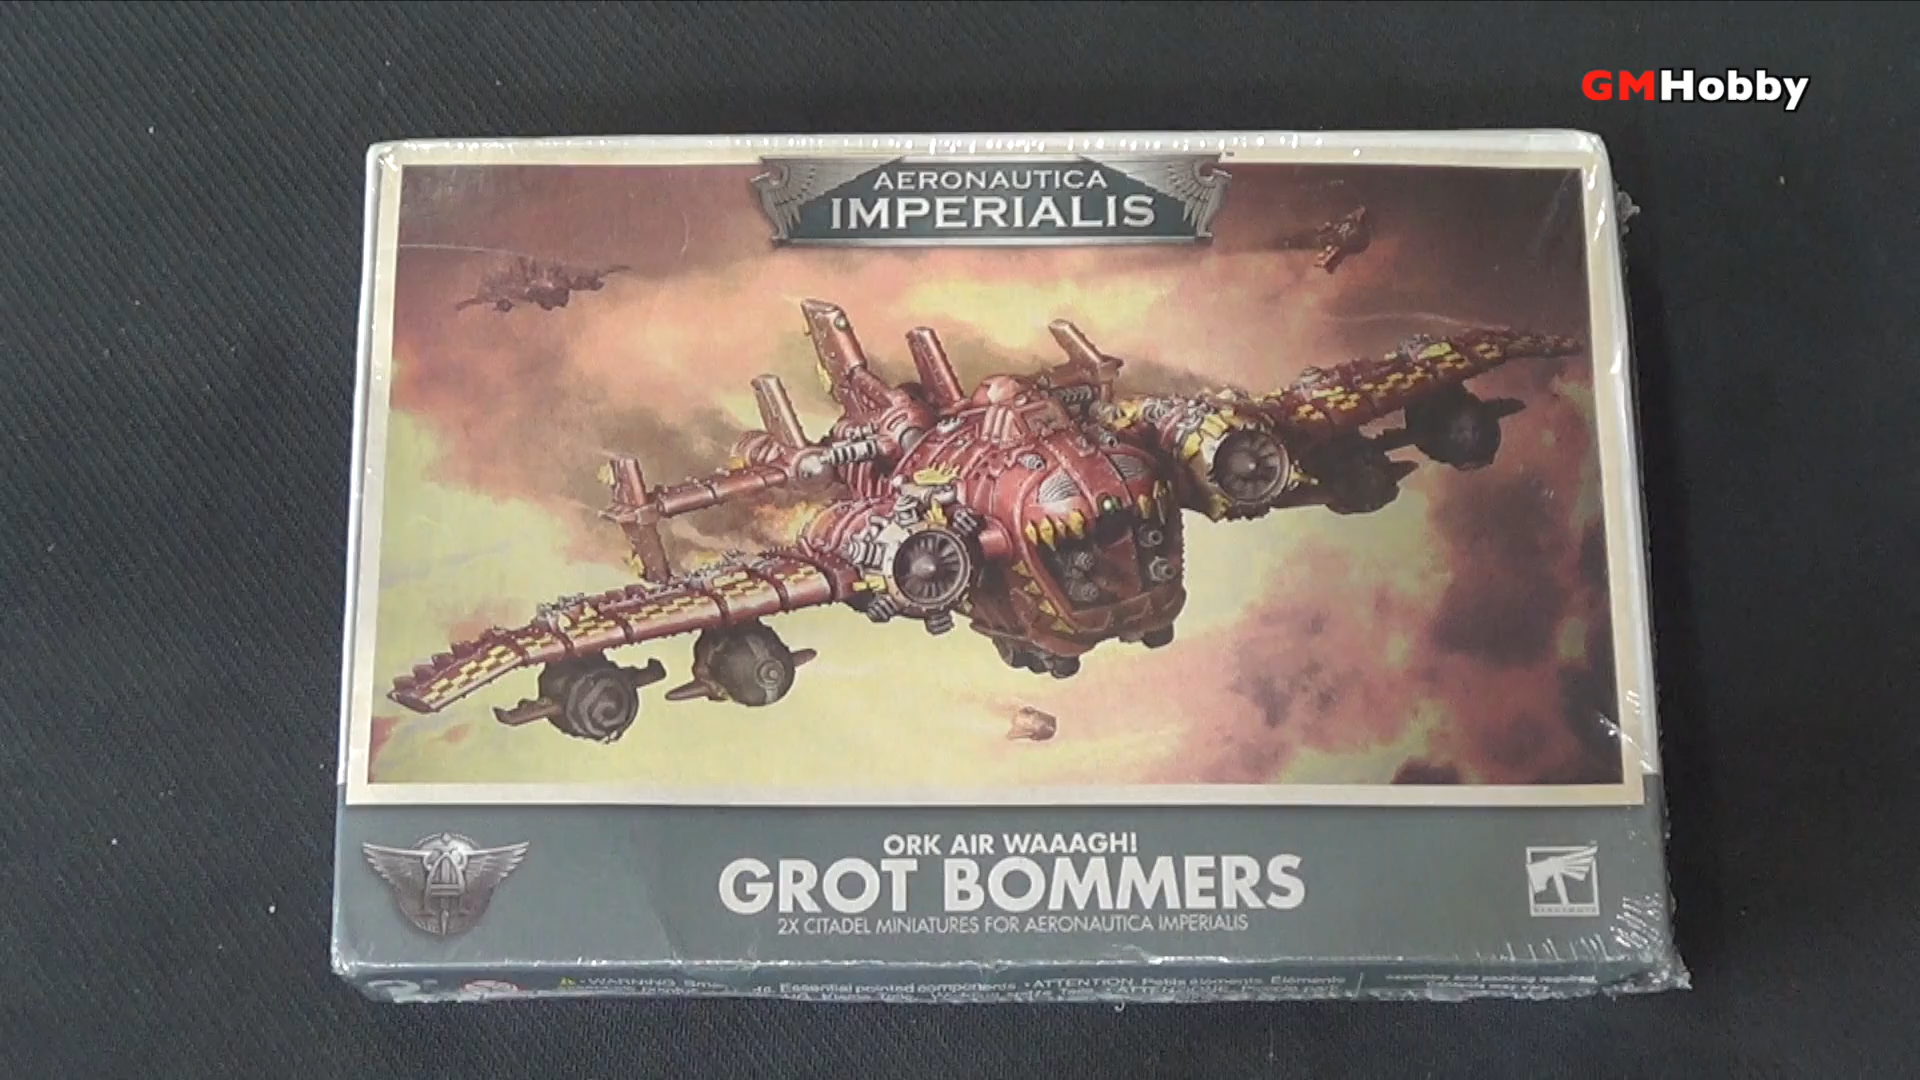 GMHobby
AERONAUTICA
IMPERIALIS
ORK AIR WAAAGH!
GROT BOMMERS
2X CITADEL MINIATURES FOR AERONAUTICA IMPERIALIS
WARNING. Essential pointed components • ATTENTION.